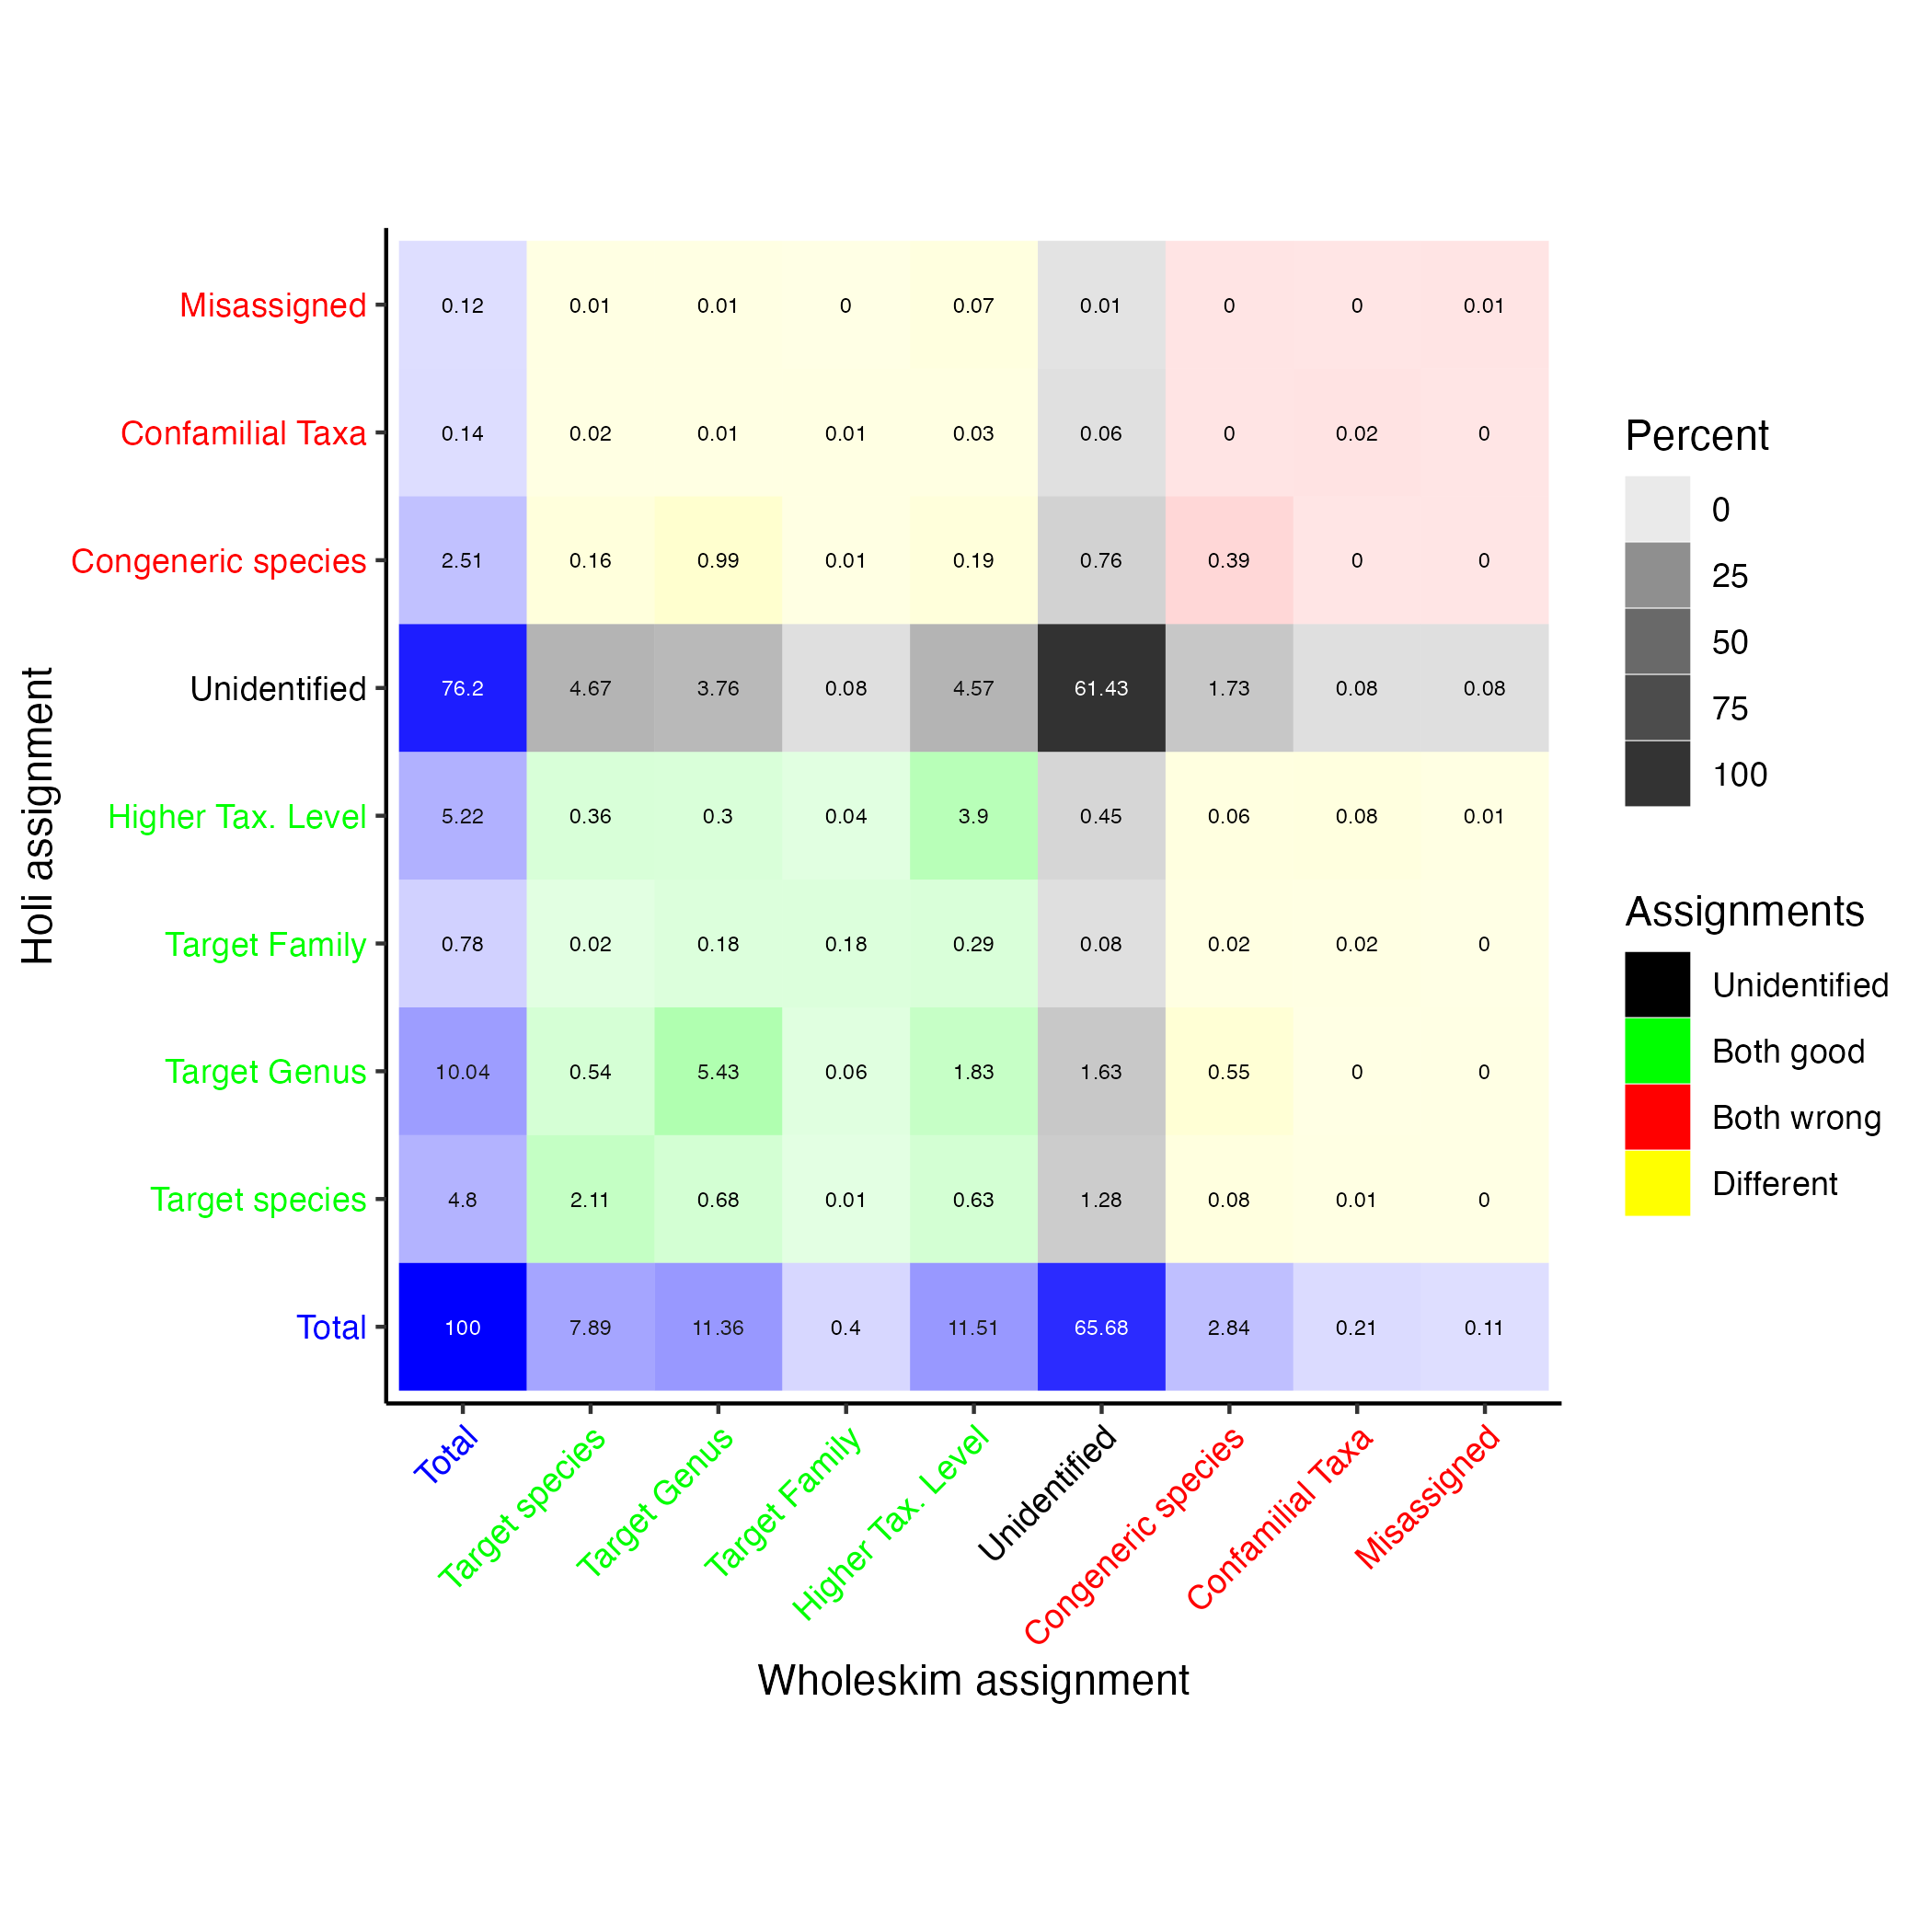 Holi assignment
Misassigned 0.12 0.01 0.01 0 0.07 0.01 0 0 0.01
Confamilial Taxa 0.14 0.02 0.01 0.01 0.03 0.06 0 0.02 0
Congeneric species 2.51 0.16 0.99 0.01 0.19 0.76 0.39 0 0
Unidentified 76.2 4.67 3.76 0.08 4.57 61.43 1.73 0.08 0.08
Higher Tax. Level 5.22 0.36 0.3 0.04 3.9 0.45 0.06 0.08 0.01
Target Family 0.78 0.02 0.18 0.18 0.29 0.08 0.02 0.02 0
Target Genus 10.04 0.54 5.43 0.06 1.83 1.63 0.55 0 0
Target species 4.8 2.11 0.68 0.01 0.63 1.28 0.08 0.01 0
Total 100 7.89 11.36 0.4 11.51 65.68 2.84 0.21 0.11
Total
Target species
Target Genus
Target Family
Higher Tax. Level
Unidentified
Congeneric species
Confamilial Taxa
Misassigned
Wholeskim assignment
Percent
0
25
50
75
100
Assignments
Unidentified
Both good
Both wrong
Different